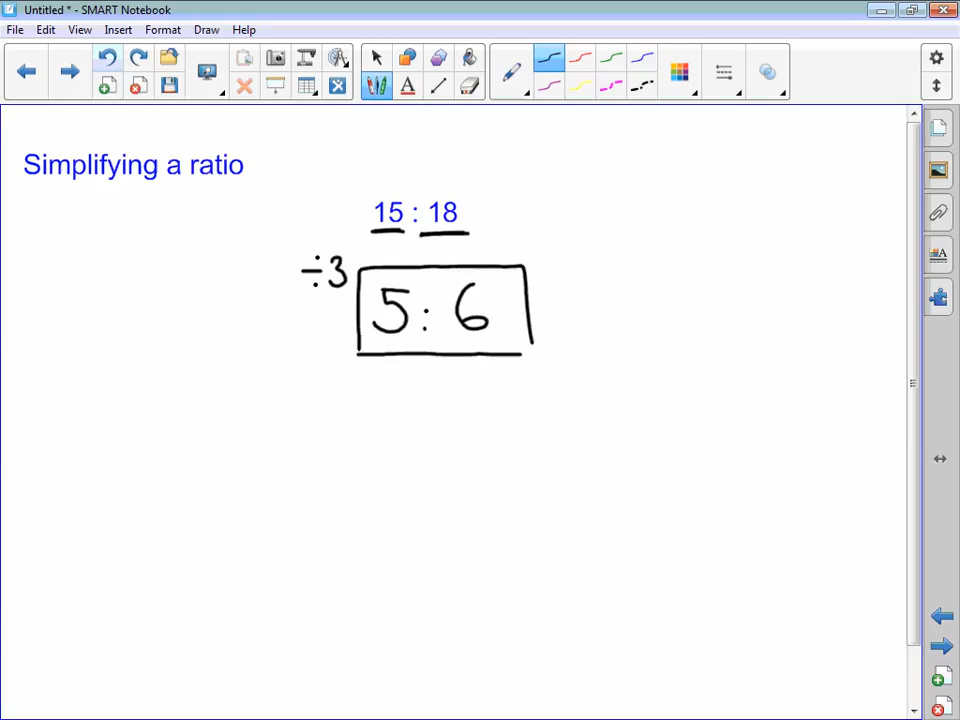 Untitled * - SMART Notebook
File Edit View Insert Format Draw Help
Simplifying a ratio
15 : 18
÷3
5 : 6